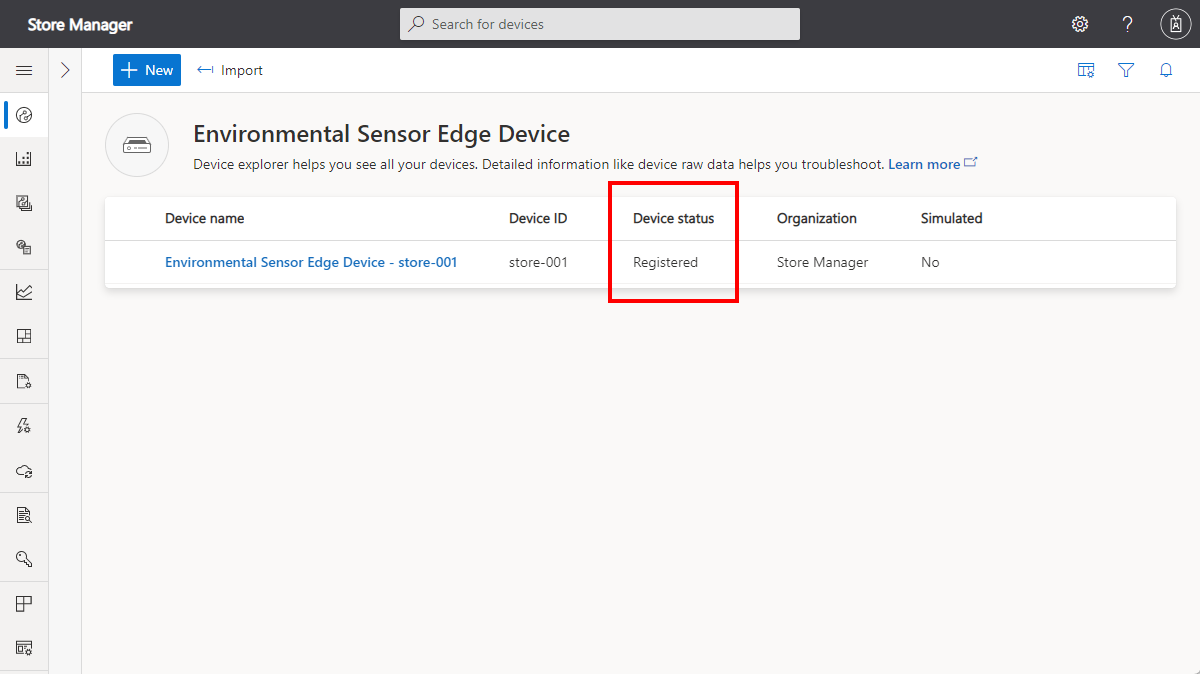 Store Manager
Search for devices
?
New
Import
Environmental Sensor Edge Device
Device explorer helps you see all your devices. Detailed information like device raw data helps you troubleshoot. Learn more
Device name Device ID Device status Organization Simulated
Environmental Sensor Edge Device - store-001 store-001 Registered Store Manager No